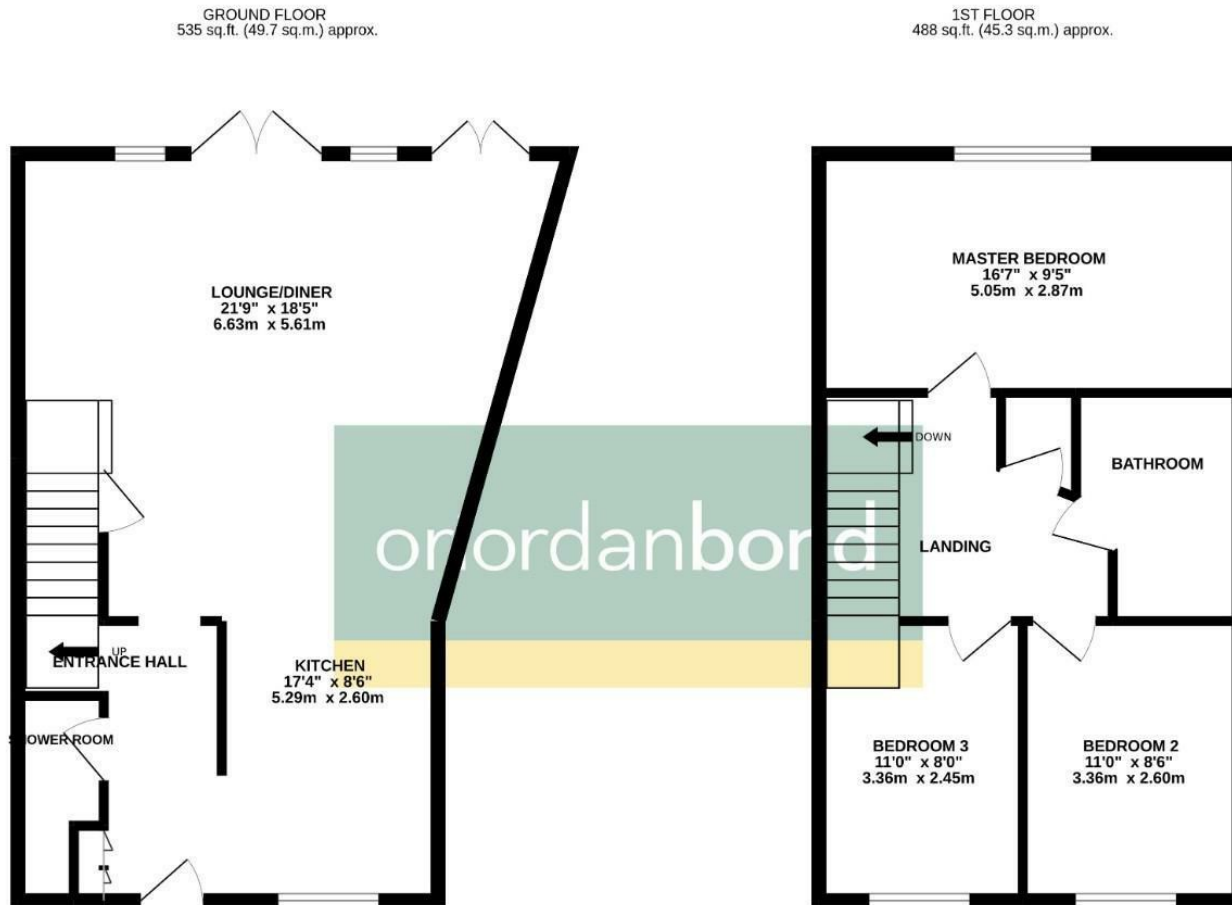 GROUND FLOOR
535 sq.ft. (49.7 sq.m.) approx.
1ST FLOOR
488 sq.ft. (45.3 sq.m.) approx.
LOUNGE/DINER
21'9" x 18'5"
6.63m x 5.61m
UP
ENTRANCE HALL
KITCHEN
17'4" x 8'6"
5.29m x 2.60m
SHOWER ROOM
MASTER BEDROOM
16'7" x 9'5"
5.05m x 2.87m
DOWN
BATHROOM
LANDING
BEDROOM 3
11'0" x 8'0"
3.36m x 2.45m
BEDROOM 2
11'0" x 8'6"
3.36m x 2.60m